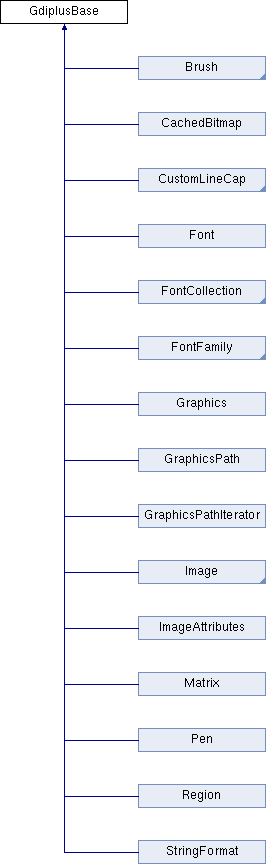 GdiplusBase
Brush
CachedBitmap
CustomLineCap
Font
FontCollection
FontFamily
Graphics
GraphicsPath
GraphicsPathIterator
Image
ImageAttributes
Matrix
Pen
Region
StringFormat